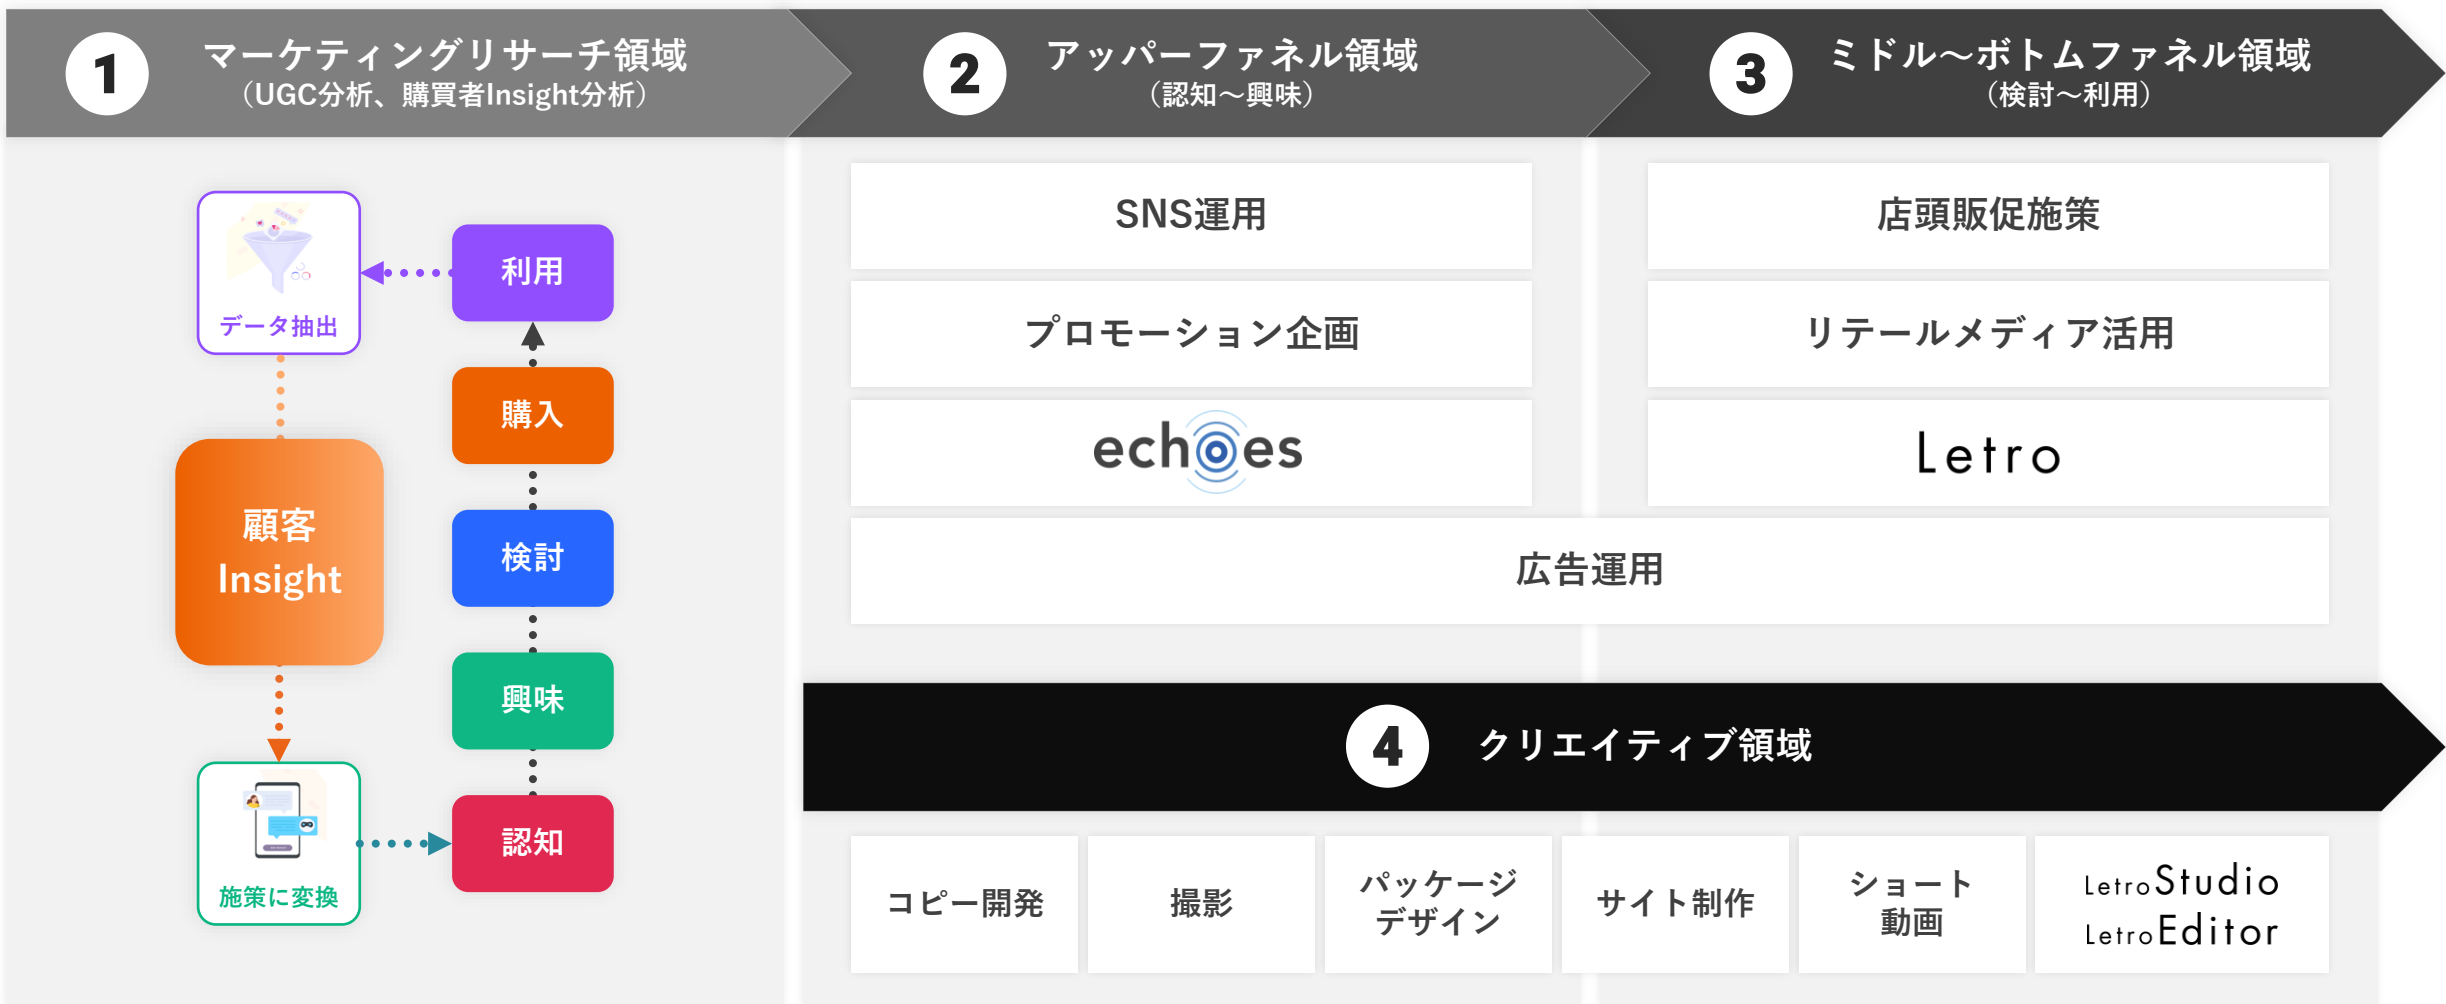 1
マーケティングリサーチ領域
（UGC分析、購買者Insight分析）
2
アッパーファネル領域
（認知〜興味）
3
ミドル〜ボトムファネル領域
（検討〜利用）
データ抽出
利用
購入
顧客
Insight
検討
興味
施策に変換
認知
SNS運用
プロモーション企画
echoes
店頭販促施策
リテールメディア活用
Letro
広告運用
4
クリエイティブ領域
コピー開発
撮影
パッケージ
デザイン
サイト制作
ショート
動画
LetroStudio
LetroEditor